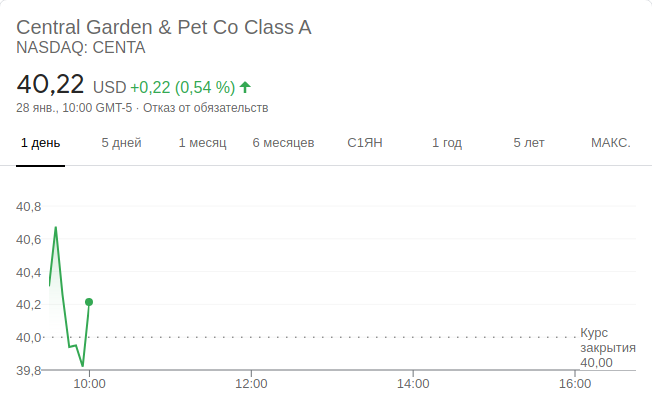 Central Garden & Pet Co Class A
NASDAQ: CENTA
40,22 USD +0,22 (0,54 %)
28 янв., 10:00 GMT-5 · Отказ от обязательств
1 день 5 дней 1 месяц 6 месяцев С1ЯН 1 год 5 лет МАКС.
40,8
40,6
40,4
40,2
40,0
Курс
закрытия
40,00
39,8
10:00 12:00 14:00 16:00